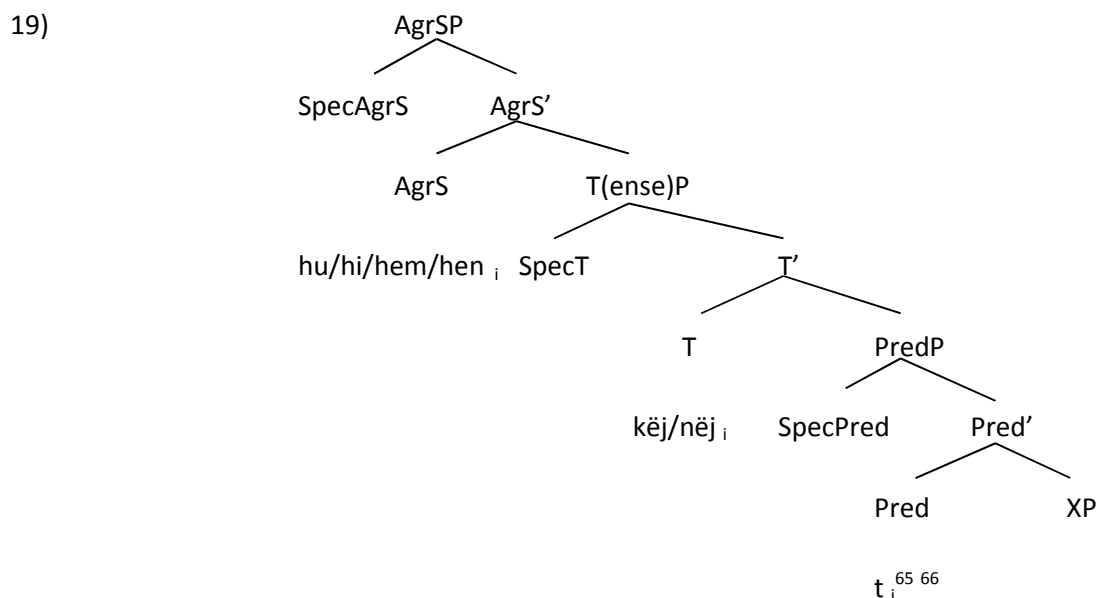 19) AgrSP
SpecAgrS AgrS’
AgrS T(ense)P
hu/hi/hem/hen i SpecT T’
T PredP
këj/nëj i SpecPred Pred’
Pred XP
t i 65 66